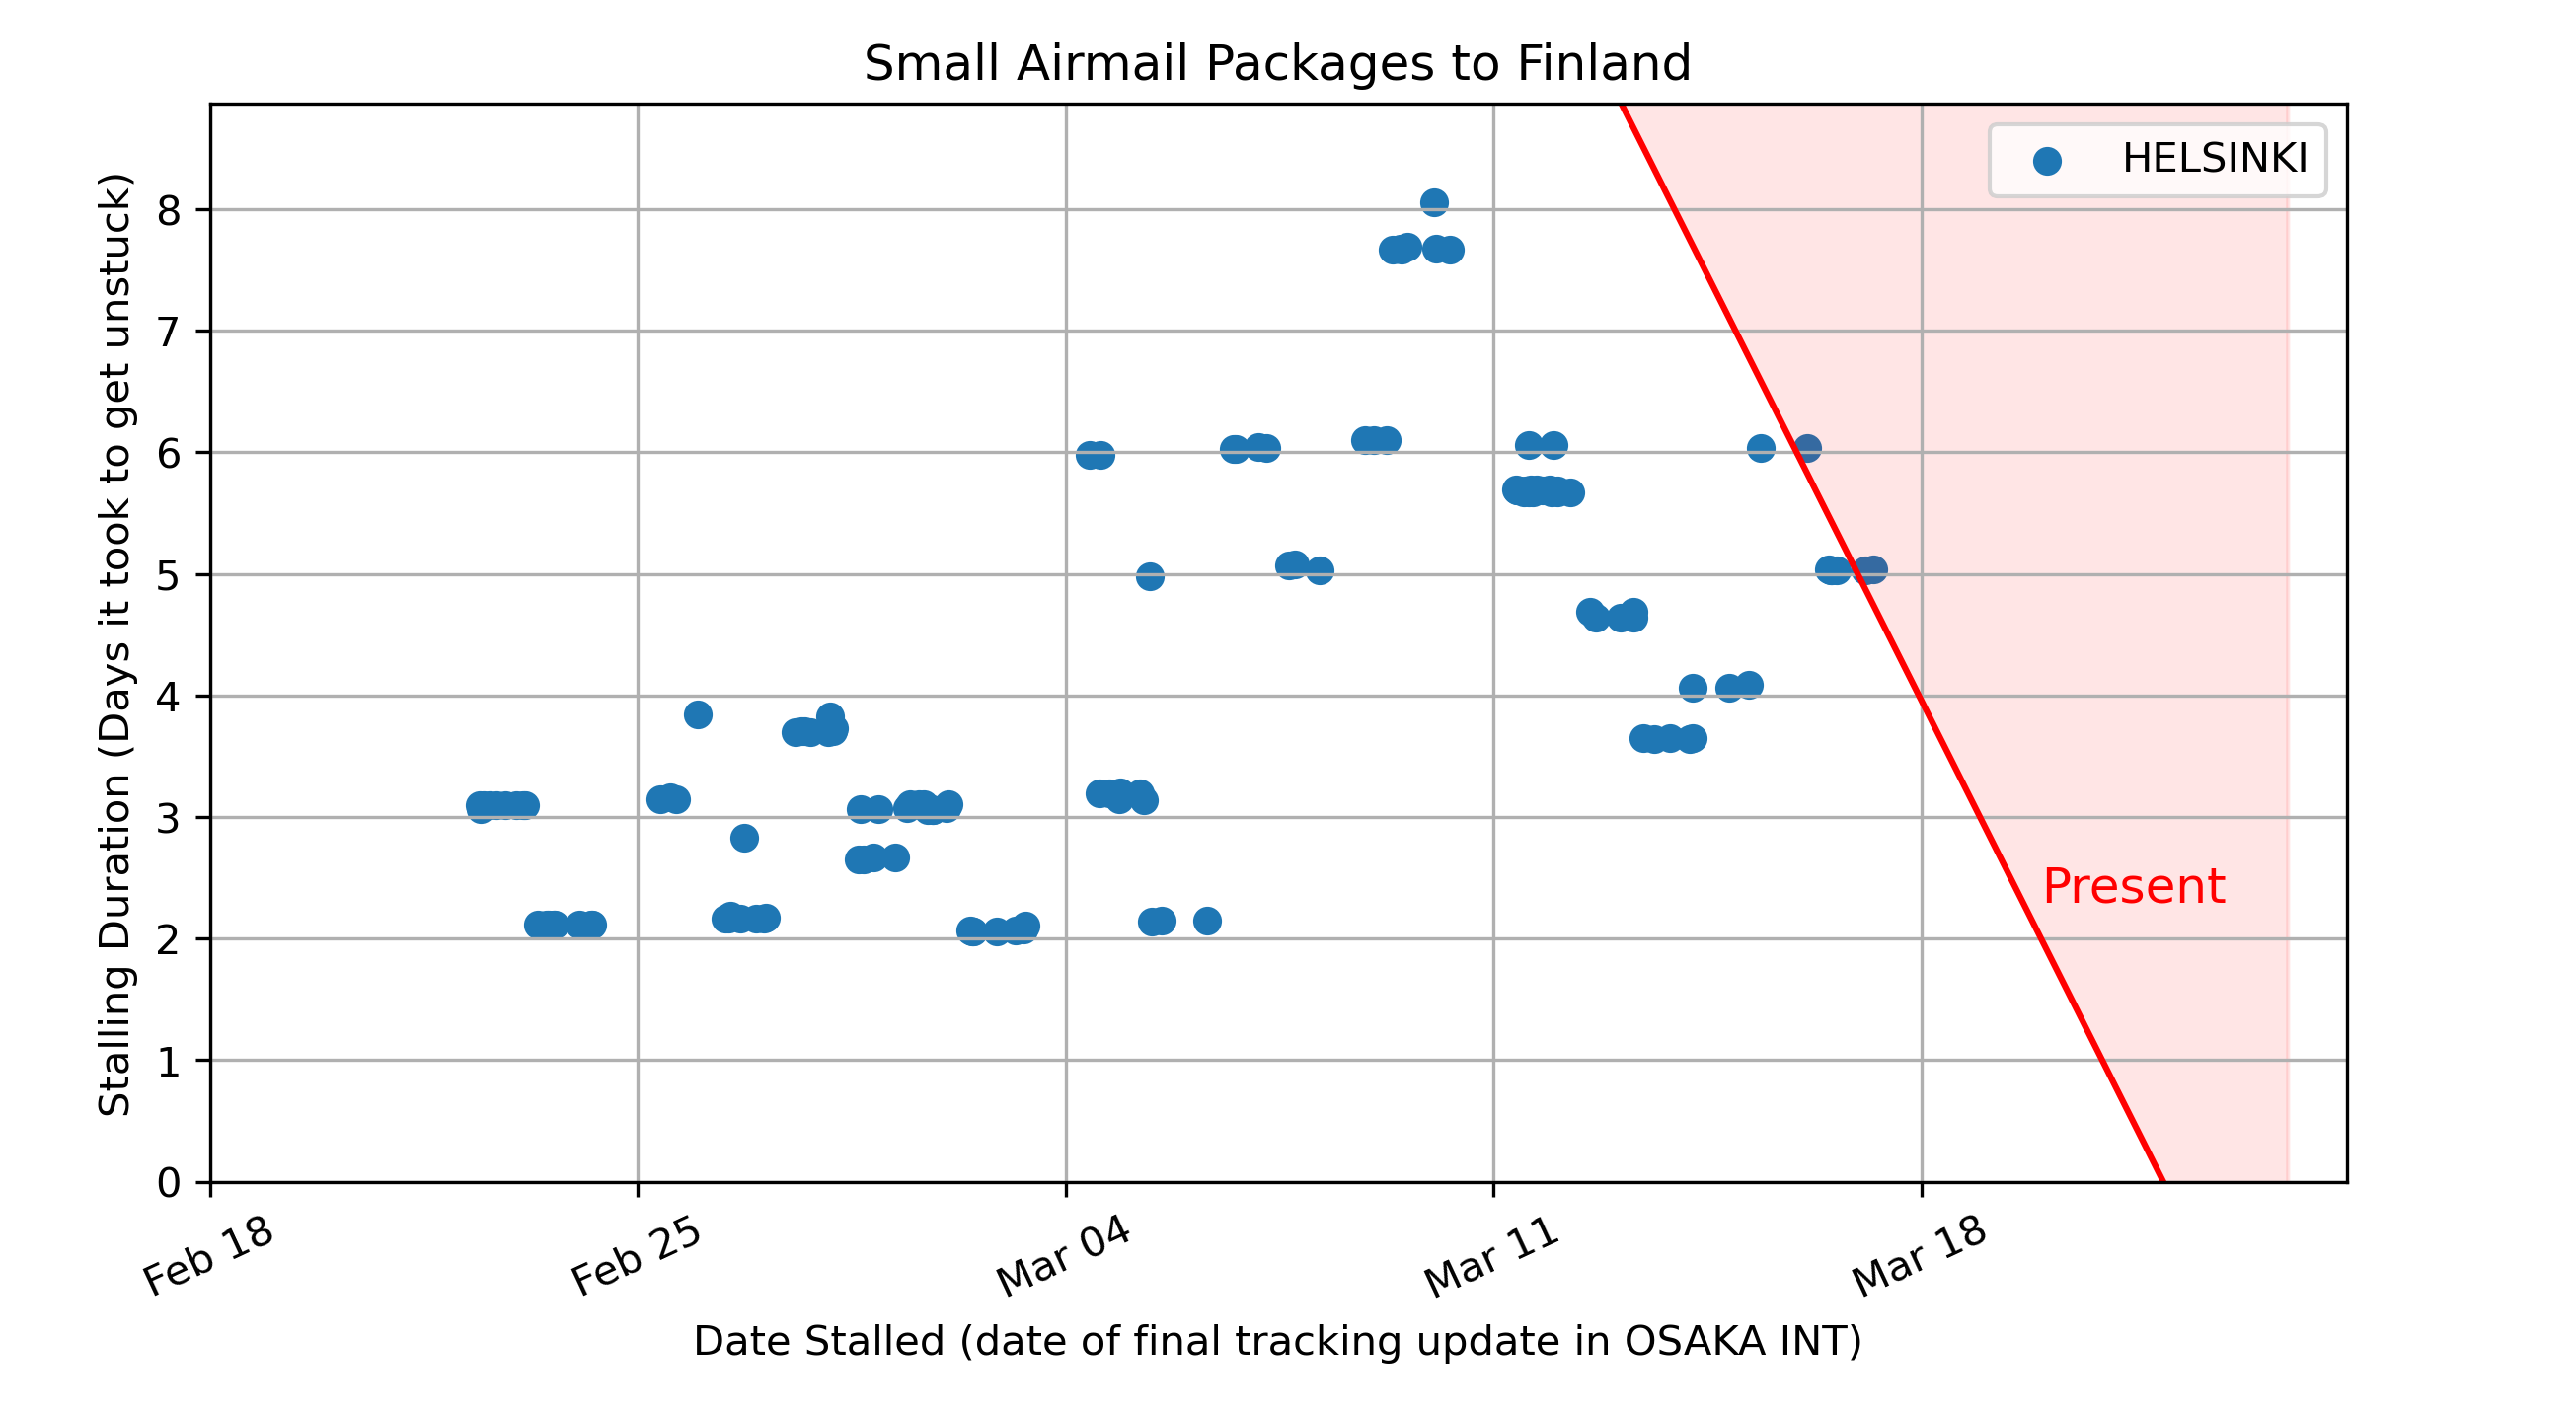 Small Airmail Packages to Finland
HELSINKI
Stalling Duration (Days it took to get unstuck)
8
7
6
5
4
3
2
1
0
Present
Feb 18
Feb 25
Mar 04
Mar 11
Mar 18
Date Stalled (date of final tracking update in OSAKA INT)